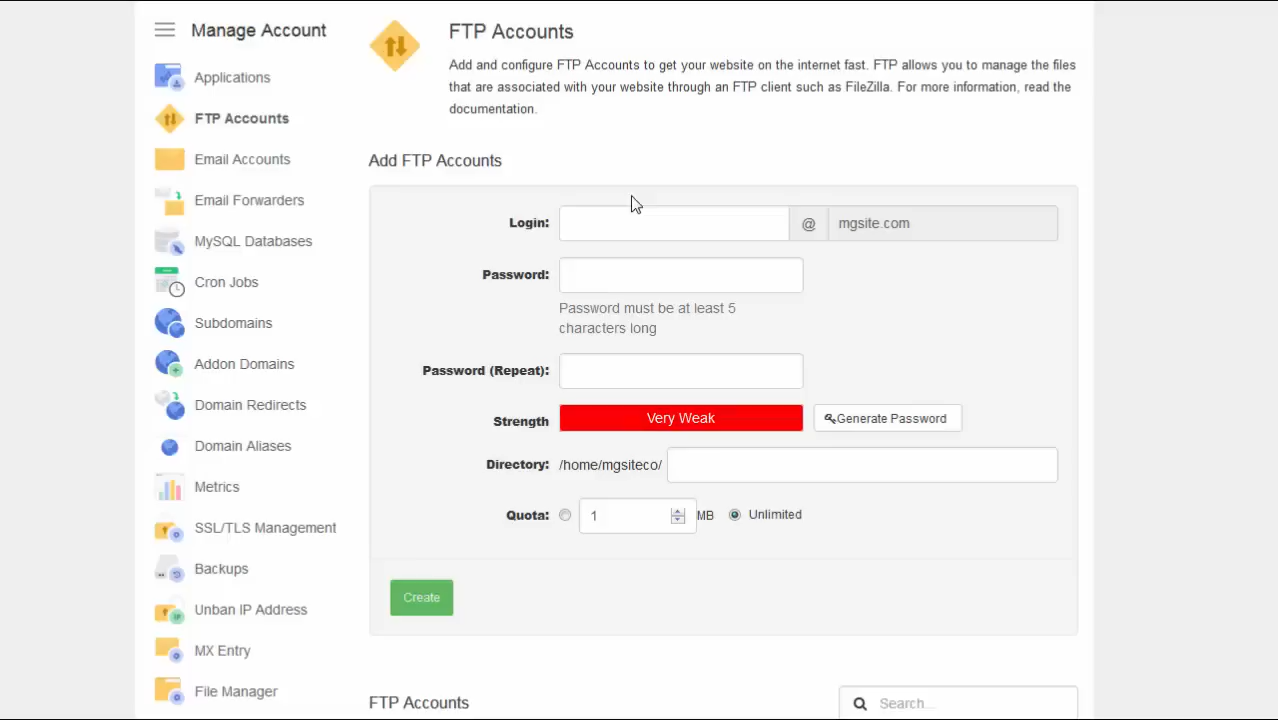 Manage Account
Applications
FTP Accounts
Email Accounts
Email Forwarders
MySQL Databases
Cron Jobs
Subdomains
Addon Domains
Domain Redirects
Domain Aliases
Metrics
SSL/TLS Management
Backups
Unban IP Address
MX Entry
File Manager
FTP Accounts
Add and configure FTP Accounts to get your website on the internet fast. FTP allows you to manage the files
that are associated with your website through an FTP client such as FileZilla. For more information, read the
documentation.
Add FTP Accounts
Login: @ mgsite.com
Password:
Password must be at least 5
characters long
Password (Repeat):
Strength Very Weak Generate Password
Directory: /home/mgsiteco/
Quota: 1 MB Unlimited
Create
FTP Accounts Search...